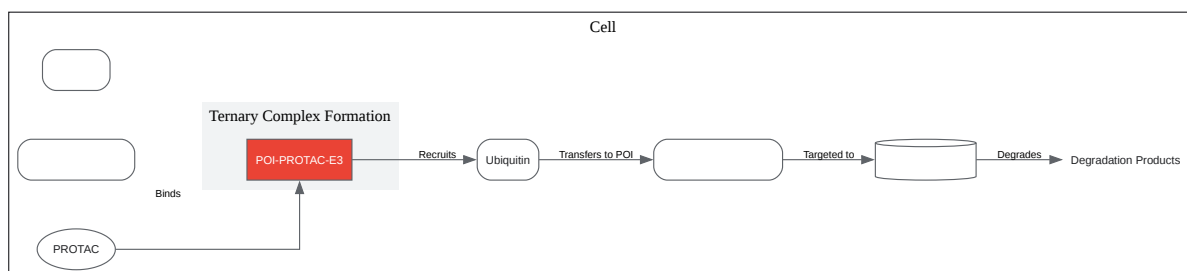 Cell
Ternary Complex Formation
POI-PROTAC-E3
Recruits
Ubiquitin
Transfers to POI
Targeted to
Degrades
Degradation Products
Binds
PROTAC